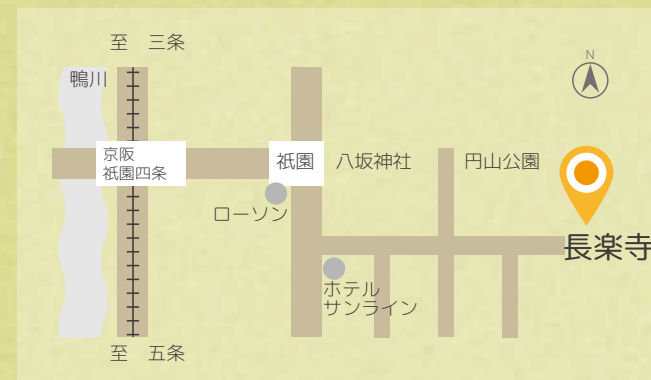 至　三条
N
鴨川
京阪
祇園四条
祇園
八坂神社
円山公園
ローソン
長楽寺
ホテル
サンライン
至　五条